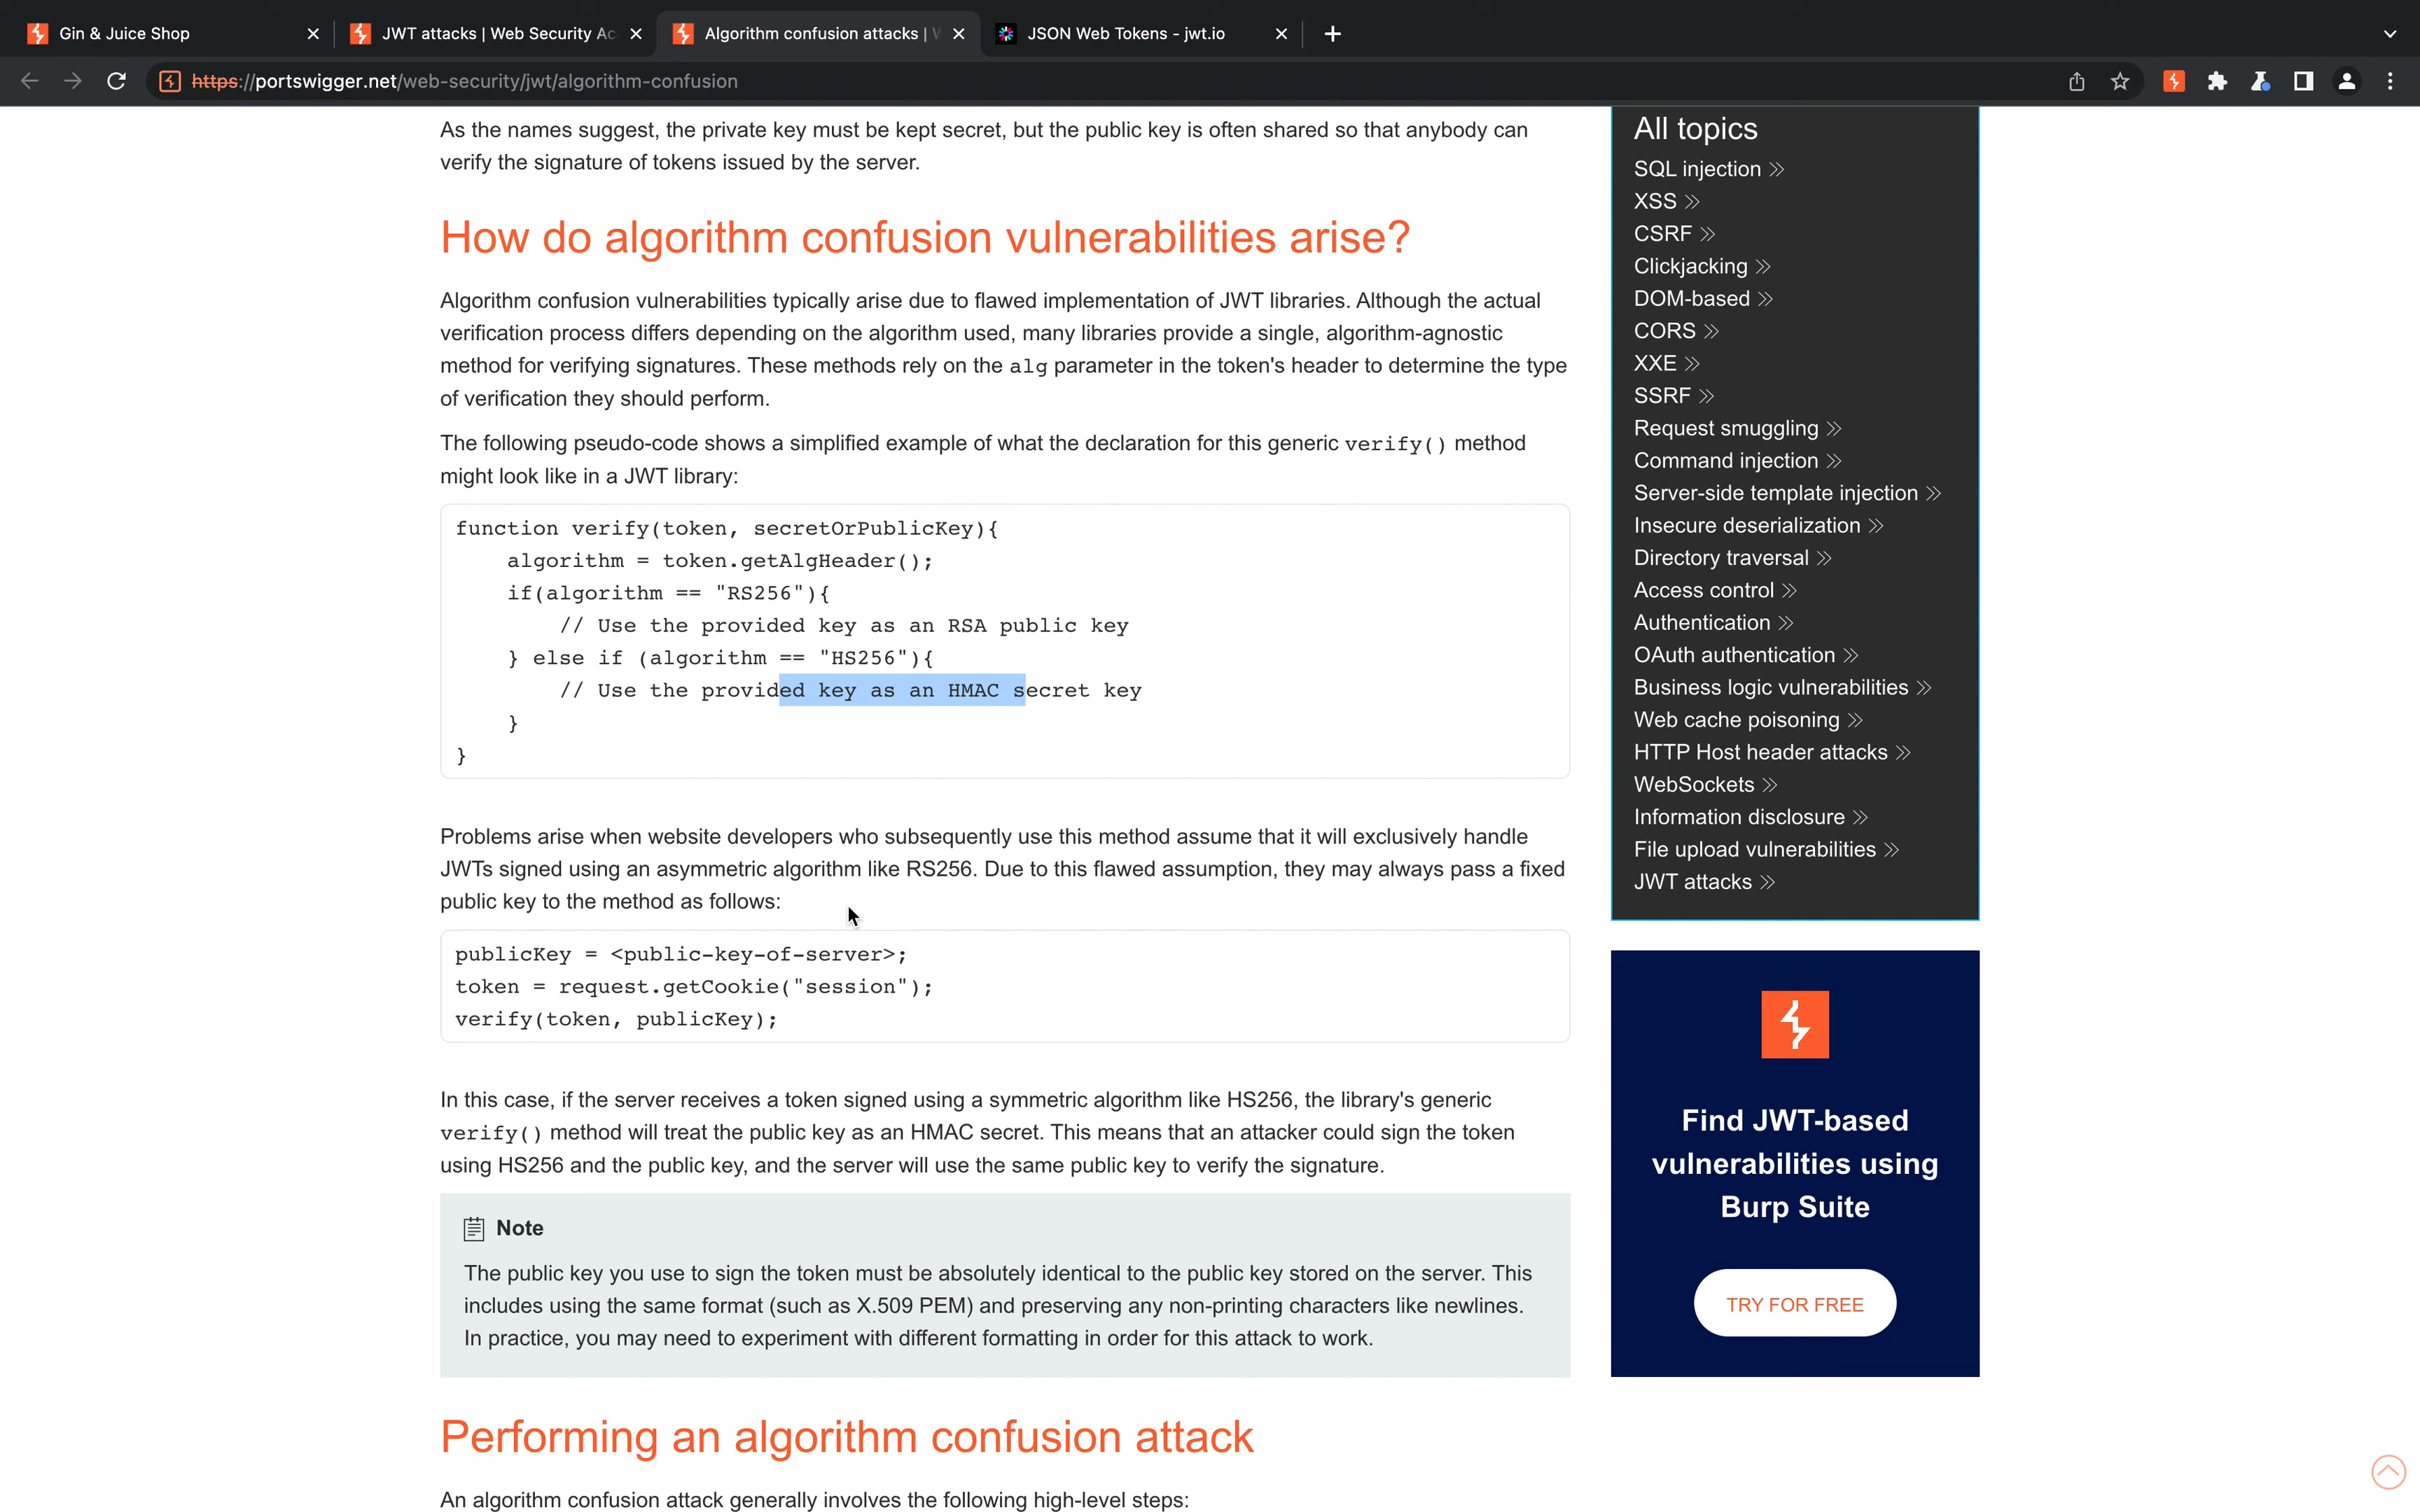 Gin & Juice Shop
JWT attacks | Web Security Ac
Algorithm confusion attacks |
JSON Web Tokens - jwt.io
https://portswigger.net/web-security/jwt/algorithm-confusion
As the names suggest, the private key must be kept secret, but the public key is often shared so that anybody can
verify the signature of tokens issued by the server.
How do algorithm confusion vulnerabilities arise?
Algorithm confusion vulnerabilities typically arise due to flawed implementation of JWT libraries. Although the actual
verification process differs depending on the algorithm used, many libraries provide a single, algorithm-agnostic
method for verifying signatures. These methods rely on the alg parameter in the token's header to determine the type
of verification they should perform.
The following pseudo-code shows a simplified example of what the declaration for this generic verify() method
might look like in a JWT library:
function verify(token, secretOrPublicKey){
    algorithm = token.getAlgHeader();
    if(algorithm == "RS256"){
        // Use the provided key as an RSA public key
    } else if (algorithm == "HS256"){
        // Use the provided key as an HMAC secret key
    }
}
Problems arise when website developers who subsequently use this method assume that it will exclusively handle
JWTs signed using an asymmetric algorithm like RS256. Due to this flawed assumption, they may always pass a fixed
public key to the method as follows:
publicKey = <public-key-of-server>;
token = request.getCookie("session");
verify(token, publicKey);
In this case, if the server receives a token signed using a symmetric algorithm like HS256, the library's generic
verify() method will treat the public key as an HMAC secret. This means that an attacker could sign the token
using HS256 and the public key, and the server will use the same public key to verify the signature.
Note
The public key you use to sign the token must be absolutely identical to the public key stored on the server. This
includes using the same format (such as X.509 PEM) and preserving any non-printing characters like newlines.
In practice, you may need to experiment with different formatting in order for this attack to work.
Performing an algorithm confusion attack
An algorithm confusion attack generally involves the following high-level steps:
All topics
SQL injection
XSS
CSRF
Clickjacking
DOM-based
CORS
XXE
SSRF
Request smuggling
Command injection
Server-side template injection
Insecure deserialization
Directory traversal
Access control
Authentication
OAuth authentication
Business logic vulnerabilities
Web cache poisoning
HTTP Host header attacks
WebSockets
Information disclosure
File upload vulnerabilities
JWT attacks
Find JWT-based
vulnerabilities using
Burp Suite
TRY FOR FREE